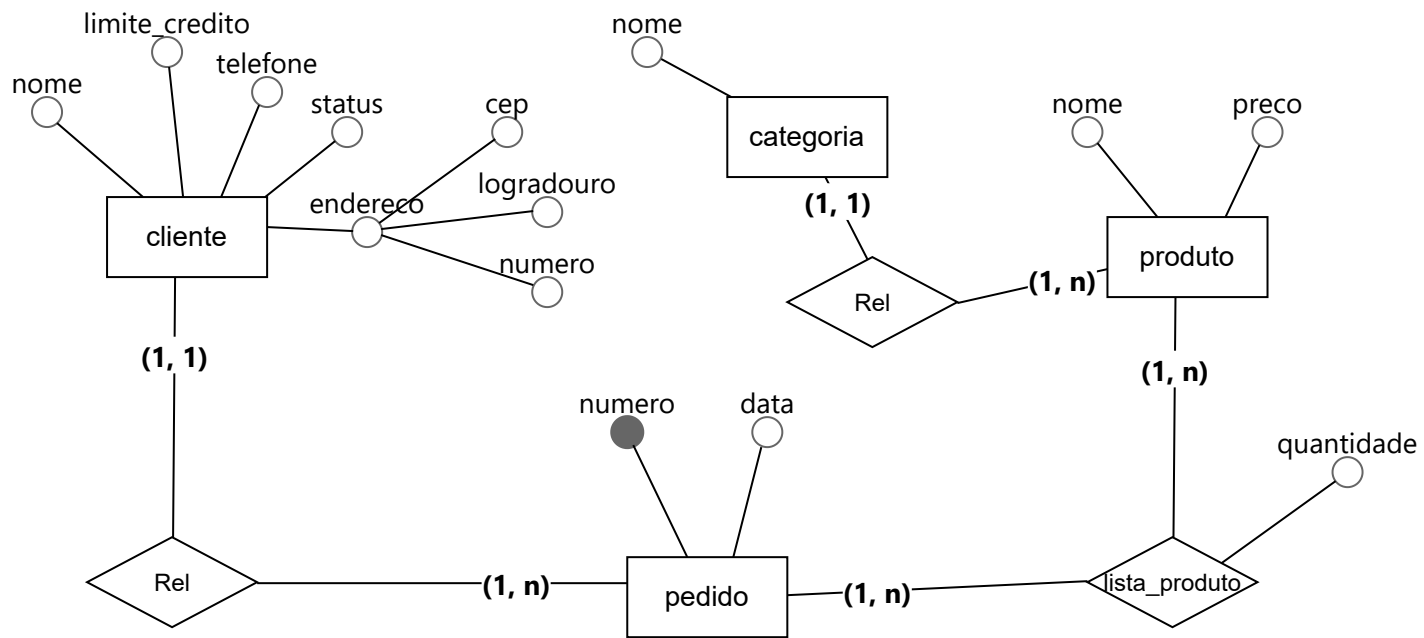 limite_credito
nome
telefone
nome
status
cep
nome
preco
categoria
logradouro
endereco
(1, 1)
cliente
produto
numero
(1, n)
Rel
(1, 1)
(1, n)
numero
data
quantidade
Rel
(1, n)
pedido
(1, n)
lista_produto